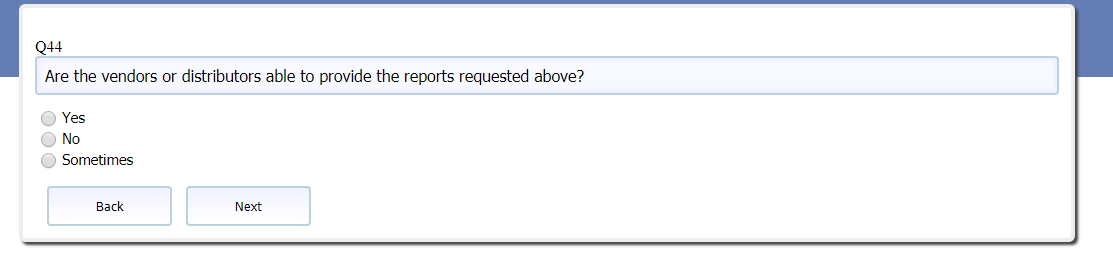 Q44
Are the vendors or distributors able to provide the reports requested above?
Yes
No
Sometimes
Back
Next